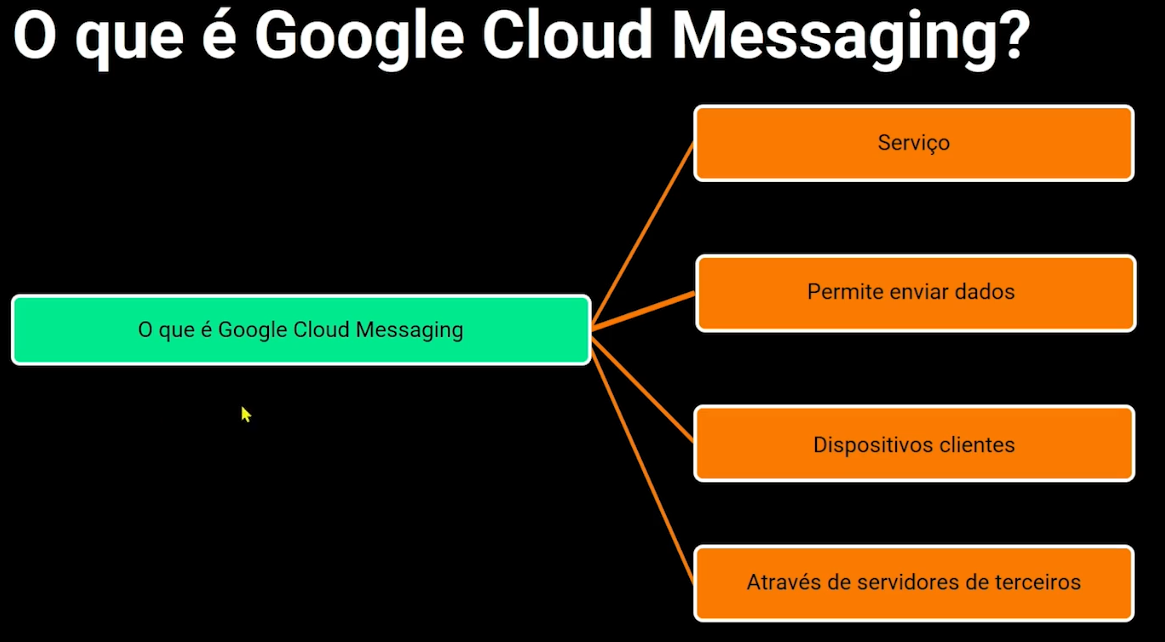 O que é Google Cloud Messaging?
Serviço
Permite enviar dados
O que é Google Cloud Messaging
Dispositivos clientes
Através de servidores de terceiros